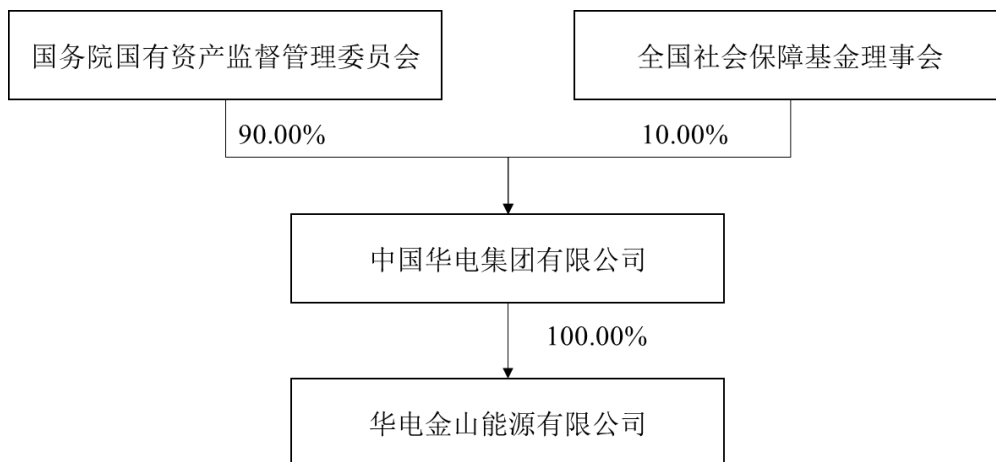 国务院国有资产监督管理委员会
全国社会保障基金理事会
90.00%
10.00%
中国华电集团有限公司
100.00%
华电金山能源有限公司